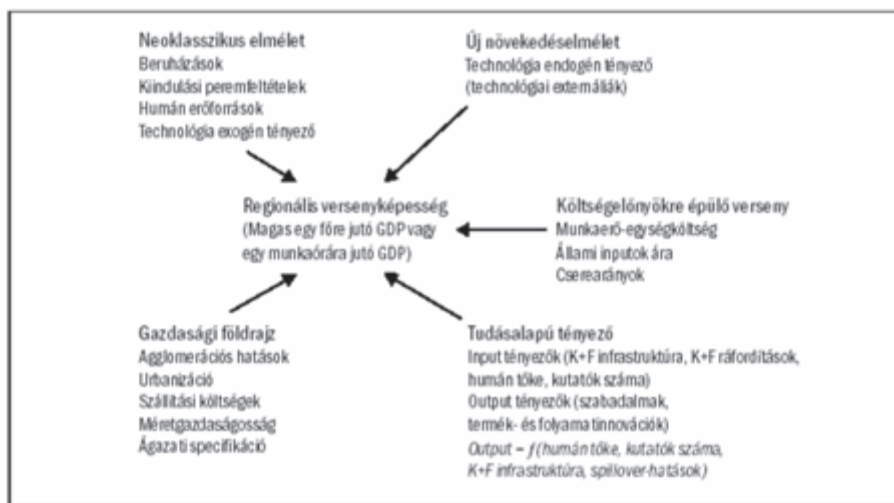 Neoklasszikus elmélet
Beruházások
Kiindulási peremfeltételek
Humán erőforrások
Technológia exogén tényező
Új növekedéselmélet
Technológia endogén tényező
(technológiai externáliák)
Regionális versenyképesség
(Magas egy főre jutó GDP vagy
egy munkaórára jutó GDP)
Költségelőnyökre épülő verseny
Munkaerő-egységköltség
Állami inputok ára
Cserearányok
Gazdasági földrajz
Agglomerációs hatások
Urbanizáció
Szállítási költségek
Méretgazdaságosság
Ágazati specifikáció
Tudásalapú tényező
Input tényezők (K+F infrastruktúra, K+F ráfordítások,
humán tőke, kutatók száma)
Output tényezők (szabadalmak,
termék- és folyamatinnovációk)
Output = f(humán tőke, kutatók száma,
K+F infrastruktúra, spillover-hatások)